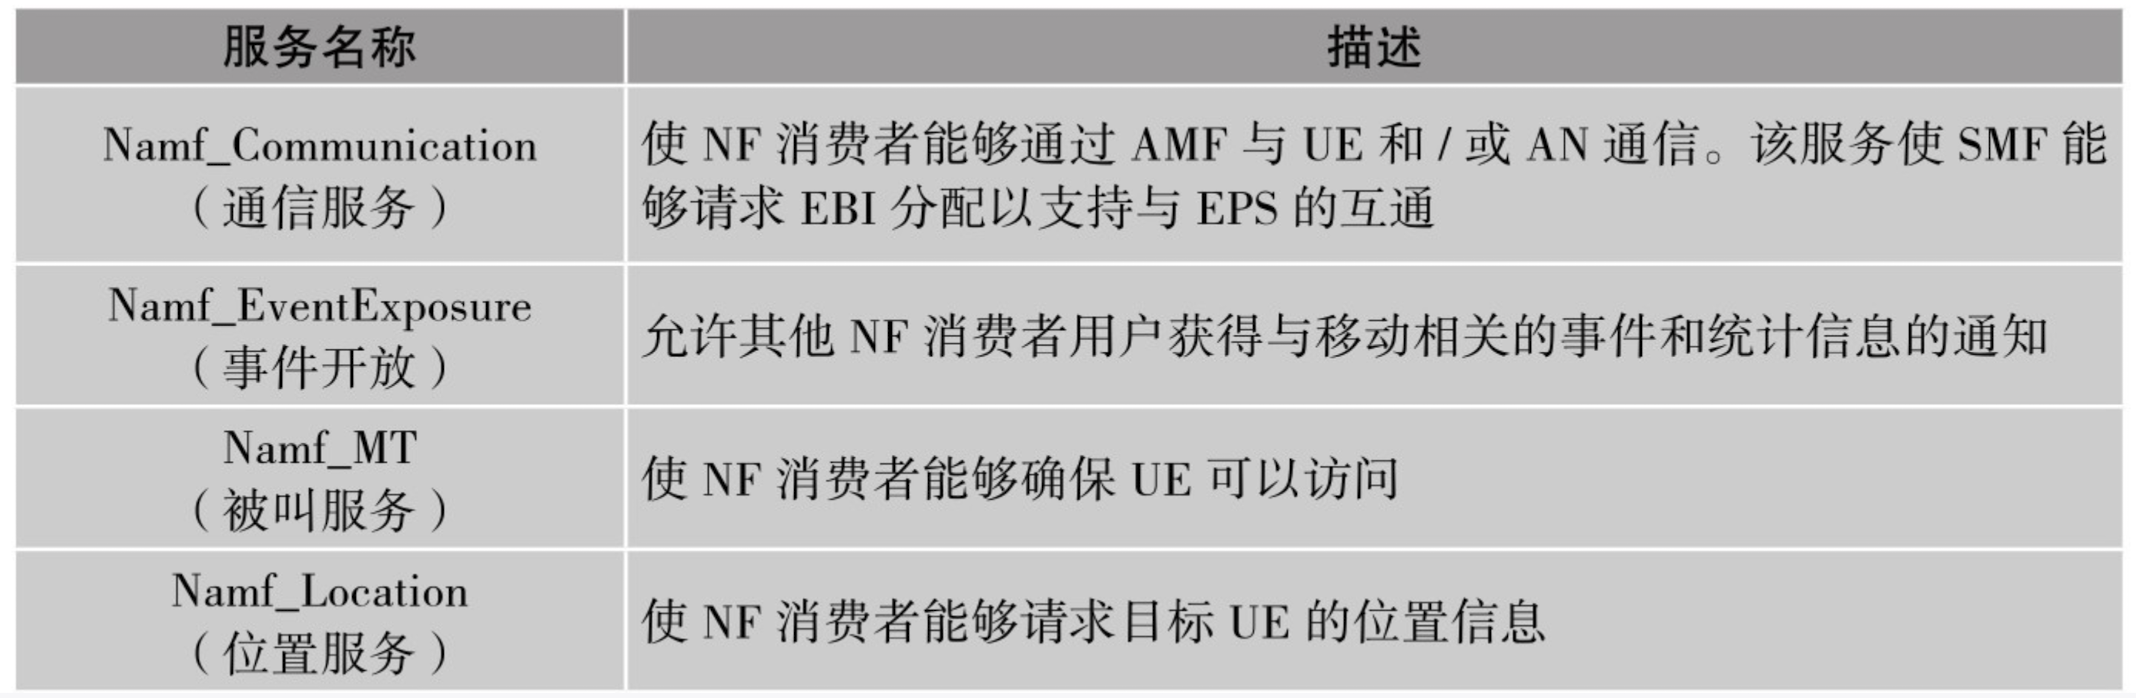 服务名称
描述
Namf_Communication
（通信服务）
使 NF 消费者能够通过 AMF 与 UE 和 / 或 AN 通信。该服务使 SMF 能
够请求 EBI 分配以支持与 EPS 的互通
Namf_EventExposure
（事件开放）
允许其他 NF 消费者用户获得与移动相关的事件和统计信息的通知
Namf_MT
（被叫服务）
使 NF 消费者能够确保 UE 可以访问
Namf_Location
（位置服务）
使 NF 消费者能够请求目标 UE 的位置信息